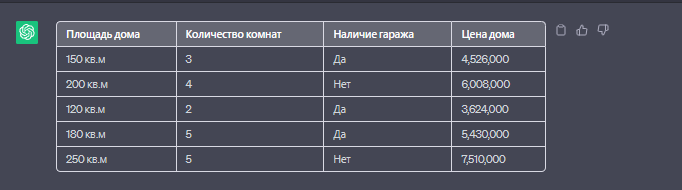 Площадь дома Количество комнат Наличие гаража Цена дома
150 кв.м 3 Да 4,526,000
200 кв.м 4 Нет 6,008,000
120 кв.м 2 Да 3,624,000
180 кв.м 5 Да 5,430,000
250 кв.м 5 Нет 7,510,000